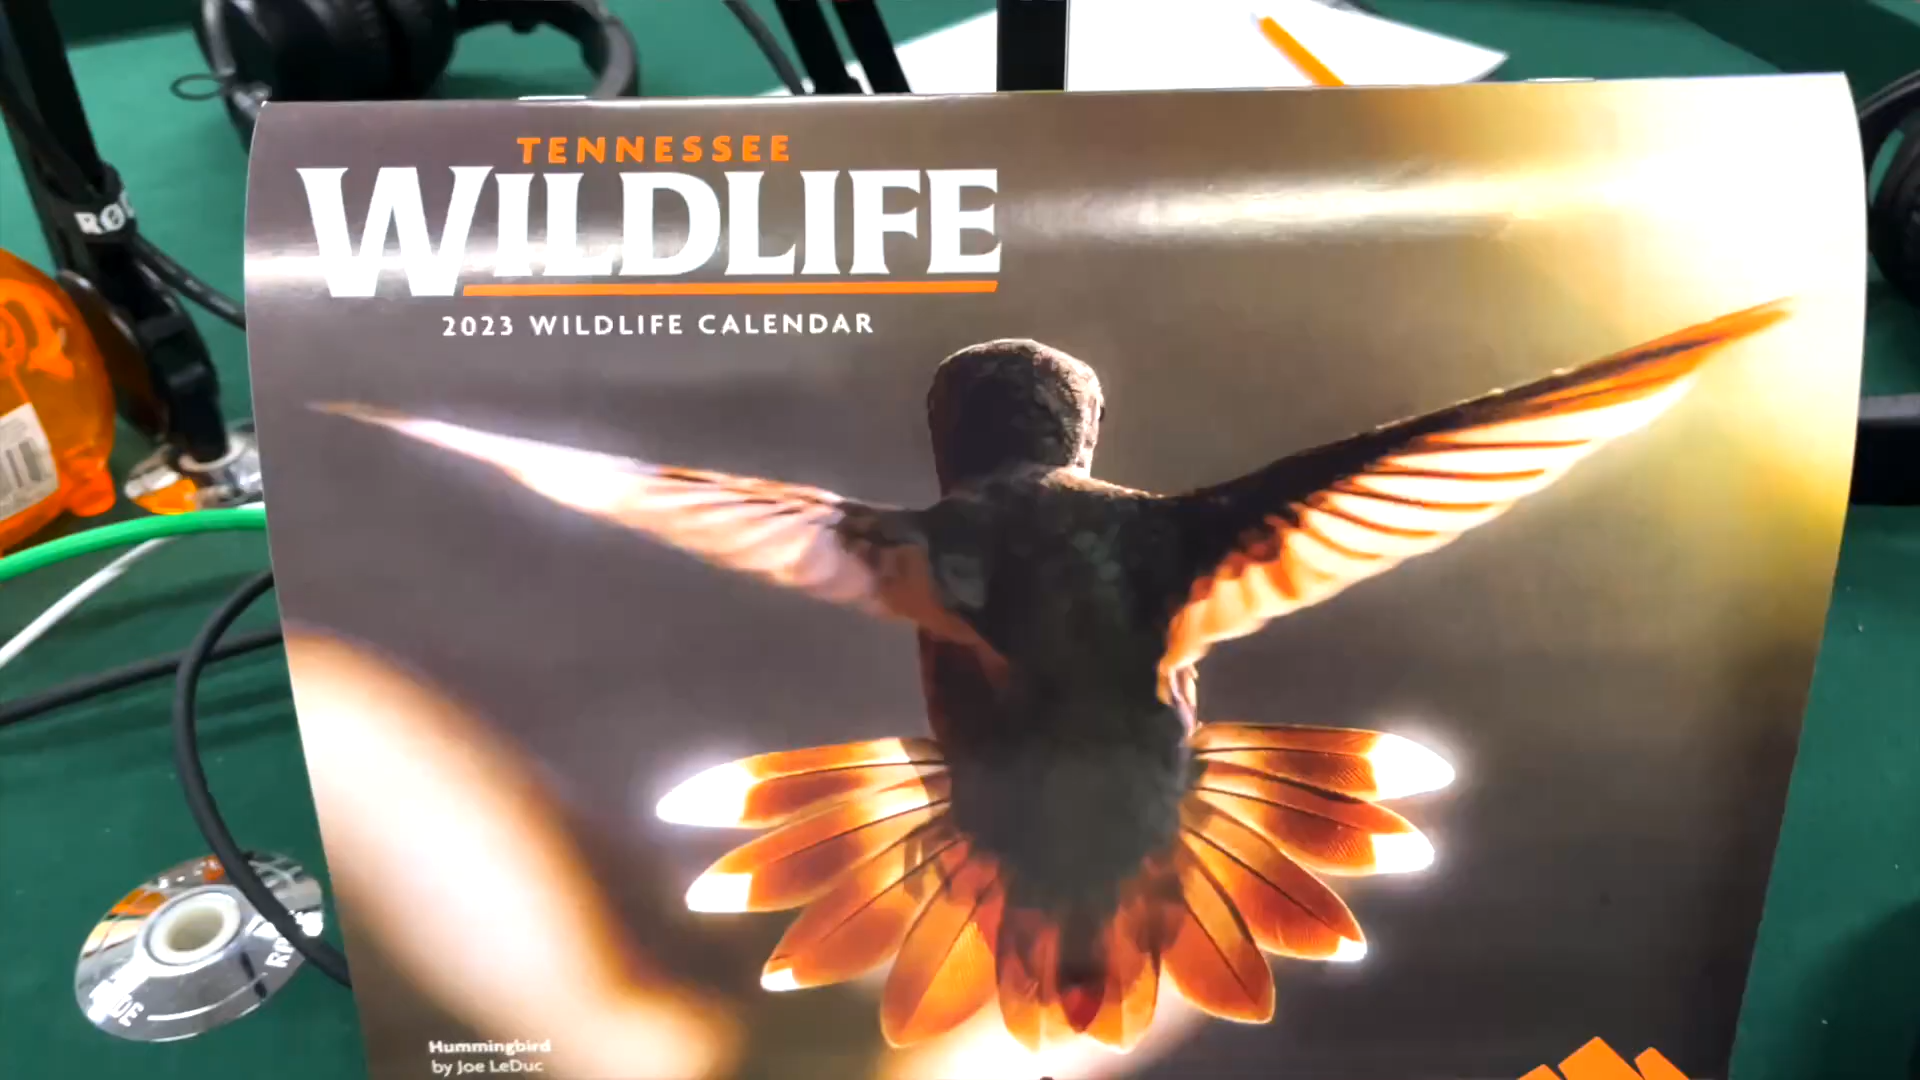 TENNESSEE
WILDLIFE
2023 WILDLIFE CALENDAR
Hummingbird
by Joe LeDuc